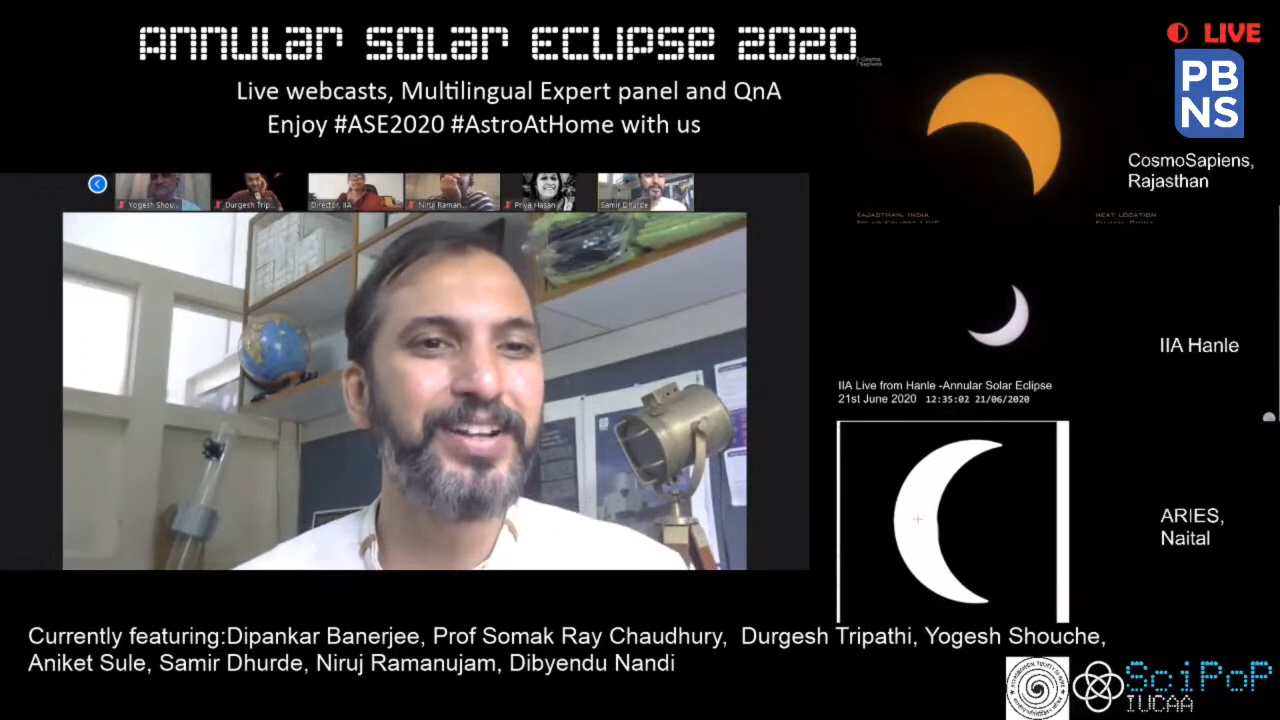 ANNULAR SOLAR ECLIPSE 2020
Cosmo
Sapiens
Live webcasts, Multilingual Expert panel and QnA
Enjoy #ASE2020 #AstroAtHome with us
LIVE
PB
NS
CosmoSapiens,
Rajasthan
Yogesh Shou...
Durgesh Trip...
Director, IIA
Niruj Raman...
Priya Hasan
Samir Dhurde
RAJASTHAN, INDIA
NEXT LOCATION
IIA Hanle
IIA Live from Hanle -Annular Solar Eclipse
21st June 2020 12:35:02 21/06/2020
ARIES,
Naital
Currently featuring:Dipankar Banerjee, Prof Somak Ray Chaudhury, Durgesh Tripathi, Yogesh Shouche,
Aniket Sule, Samir Dhurde, Niruj Ramanujam, Dibyendu Nandi
SciPoP
IUCAA